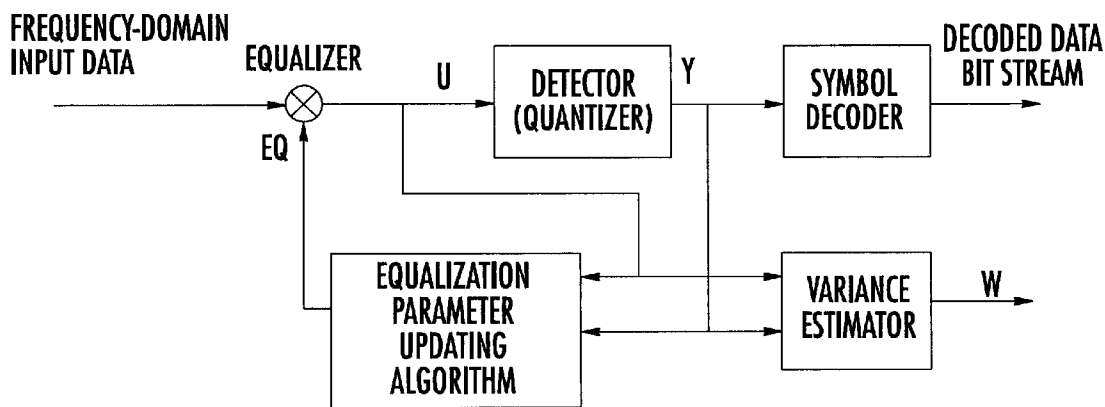 FREQUENCY-DOMAIN
INPUT DATA
EQUALIZER
U
DETECTOR
(QUANTIZER)
Y
SYMBOL
DECODER
DECODED DATA
BIT STREAM
EQ
EQUALIZATION
PARAMETER
UPDATING
ALGORITHM
VARIANCE
ESTIMATOR
W